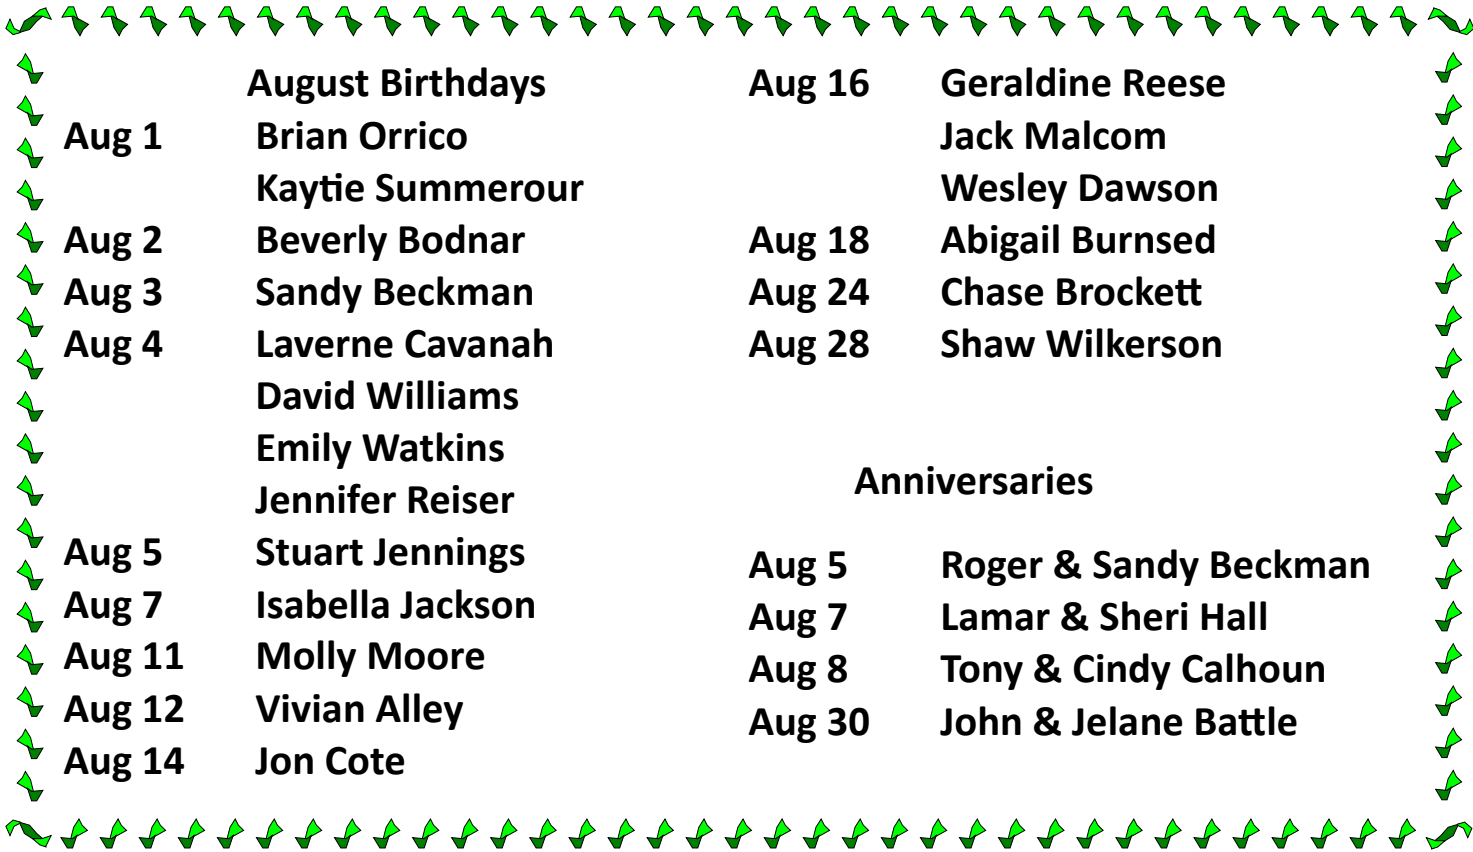 August Birthdays
Aug 1 Brian Orrico
Kaytie Summerour
Aug 2 Beverly Bodnar
Aug 3 Sandy Beckman
Aug 4 Laverne Cavanah
David Williams
Emily Watkins
Jennifer Reiser
Aug 5 Stuart Jennings
Aug 7 Isabella Jackson
Aug 11 Molly Moore
Aug 12 Vivian Alley
Aug 14 Jon Cote
Aug 16 Geraldine Reese
Jack Malcom
Wesley Dawson
Aug 18 Abigail Burnsed
Aug 24 Chase Brockett
Aug 28 Shaw Wilkerson
Anniversaries
Aug 5 Roger & Sandy Beckman
Aug 7 Lamar & Sheri Hall
Aug 8 Tony & Cindy Calhoun
Aug 30 John & Jelane Battle